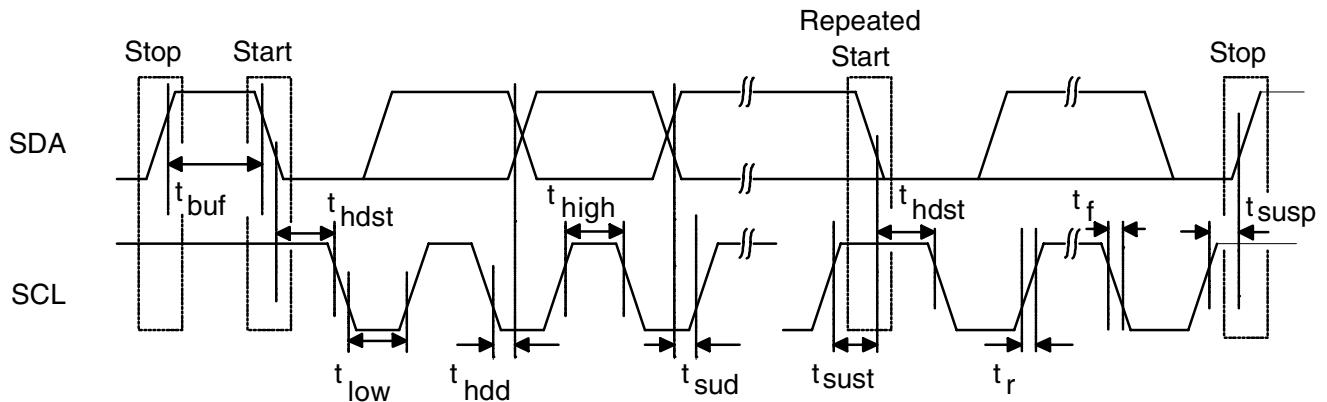 Repeated
Stop Start Start Stop
SDA
t buf t hdst t high t hdst t f t susp
SCL
t low t hdd t sud t sust t r